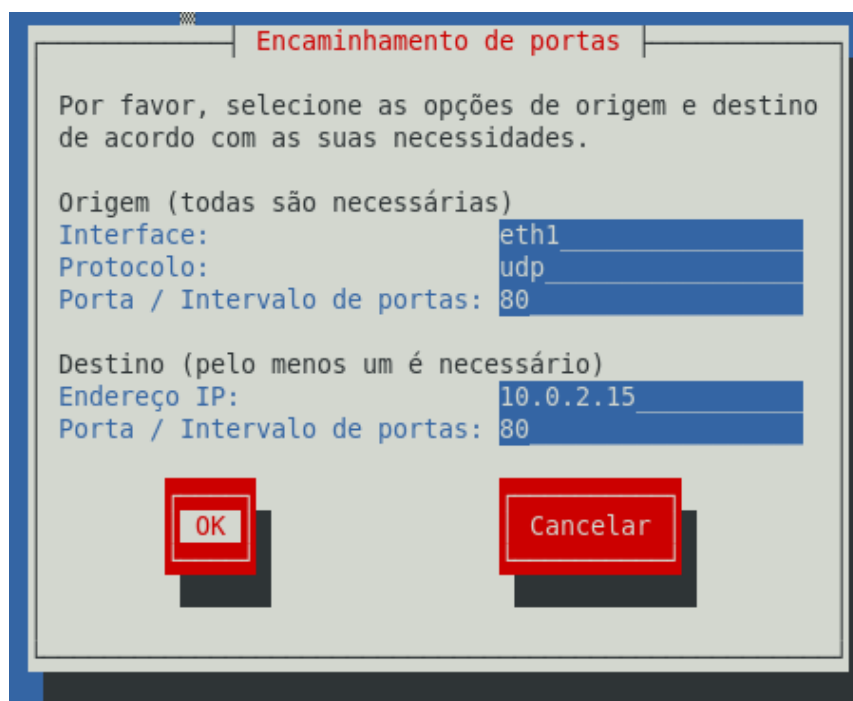 Encaminhamento de portas
Por favor, selecione as opções de origem e destino
de acordo com as suas necessidades.
Origem (todas são necessárias)
Interface: eth1
Protocolo: udp
Porta / Intervalo de portas: 80
Destino (pelo menos um é necessário)
Endereço IP: 10.0.2.15
Porta / Intervalo de portas: 80
OK Cancelar